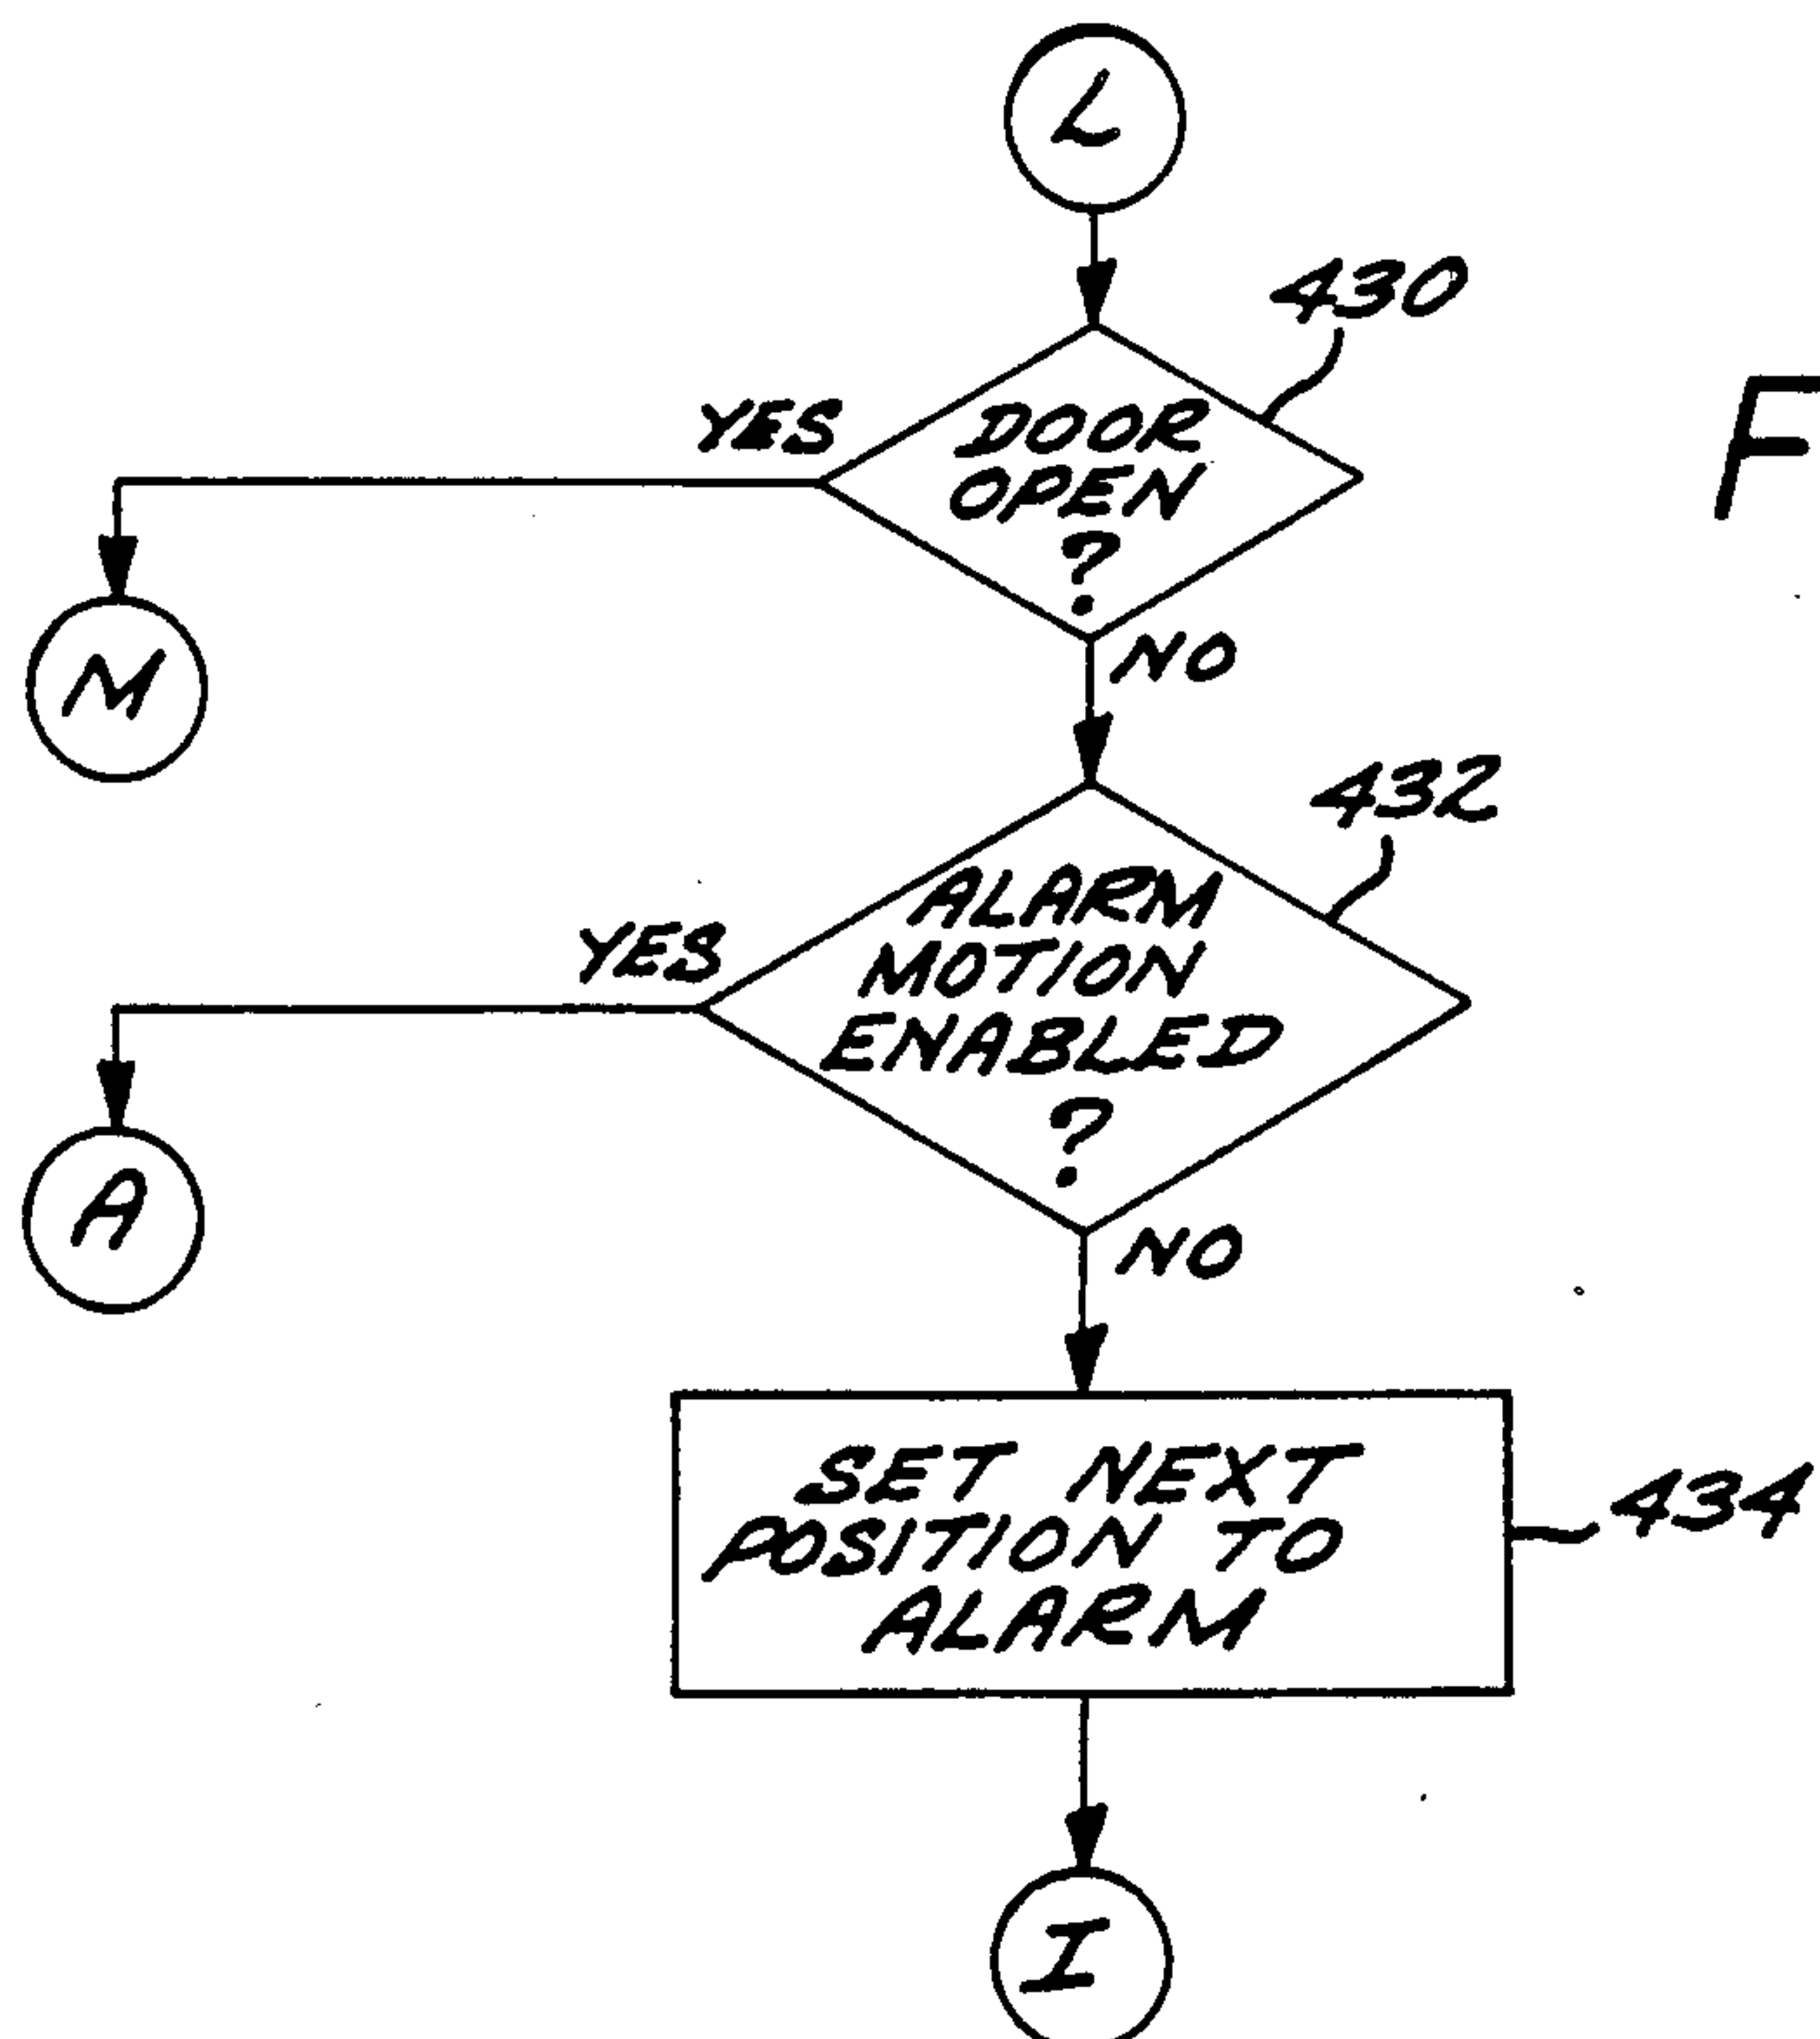 L
430
F
YES
DOOR
OPEN
?
NO
M
432
YES
ALARM
MOTION
ENABLED
?
A
NO
SET NEXT
POSITION TO
ALARM
434
I